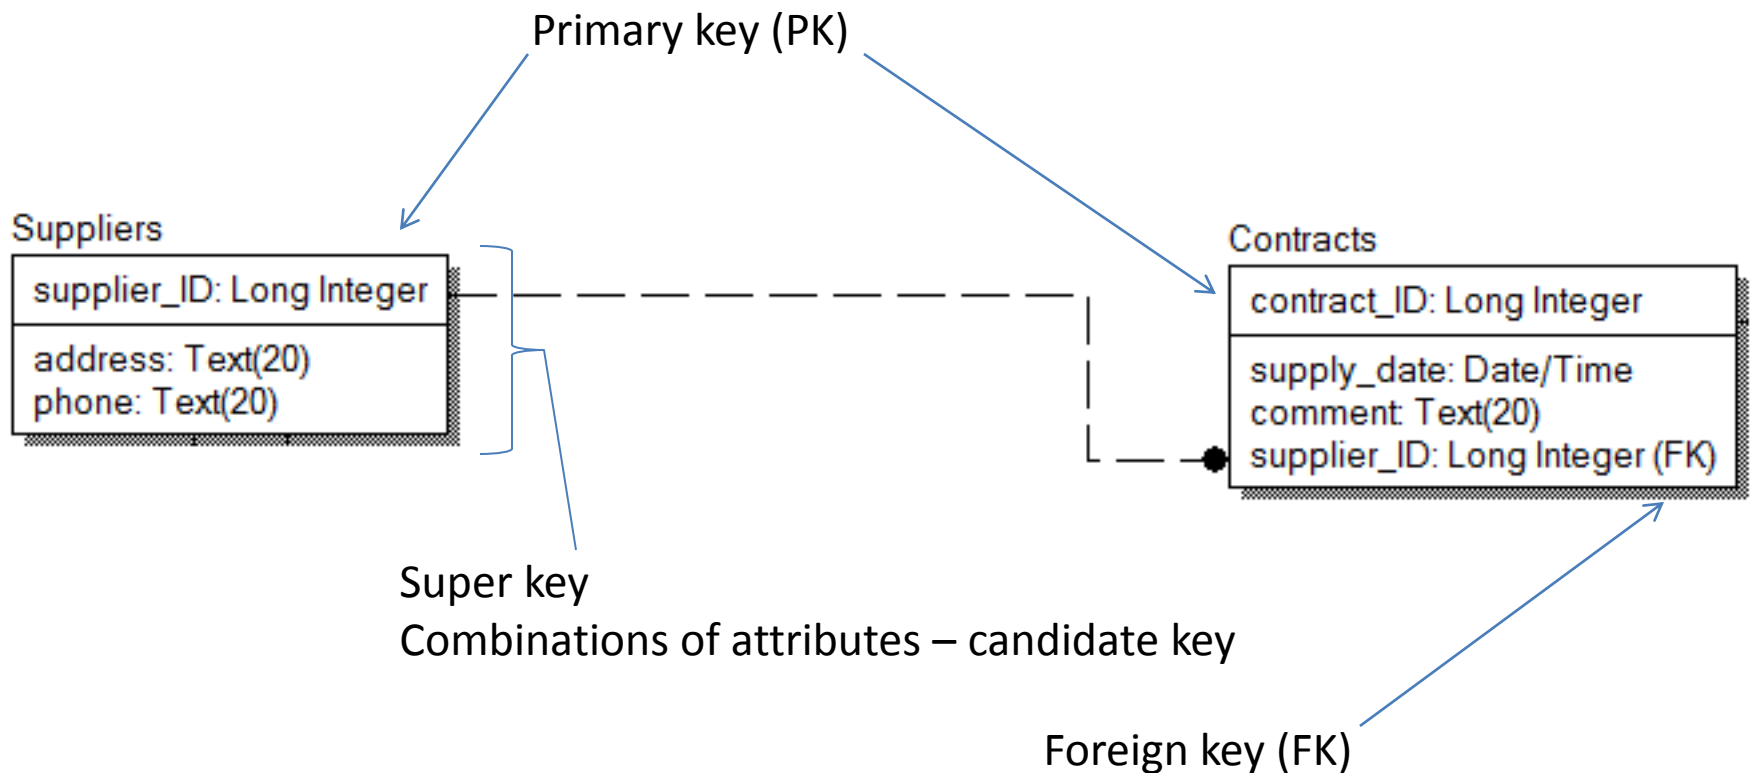 Primary key (PK)
Suppliers
supplier_ID: Long Integer
address: Text(20)
phone: Text(20)
Contracts
contract_ID: Long Integer
supply_date: Date/Time
comment: Text(20)
supplier_ID: Long Integer (FK)
Super key
Combinations of attributes – candidate key
Foreign key (FK)